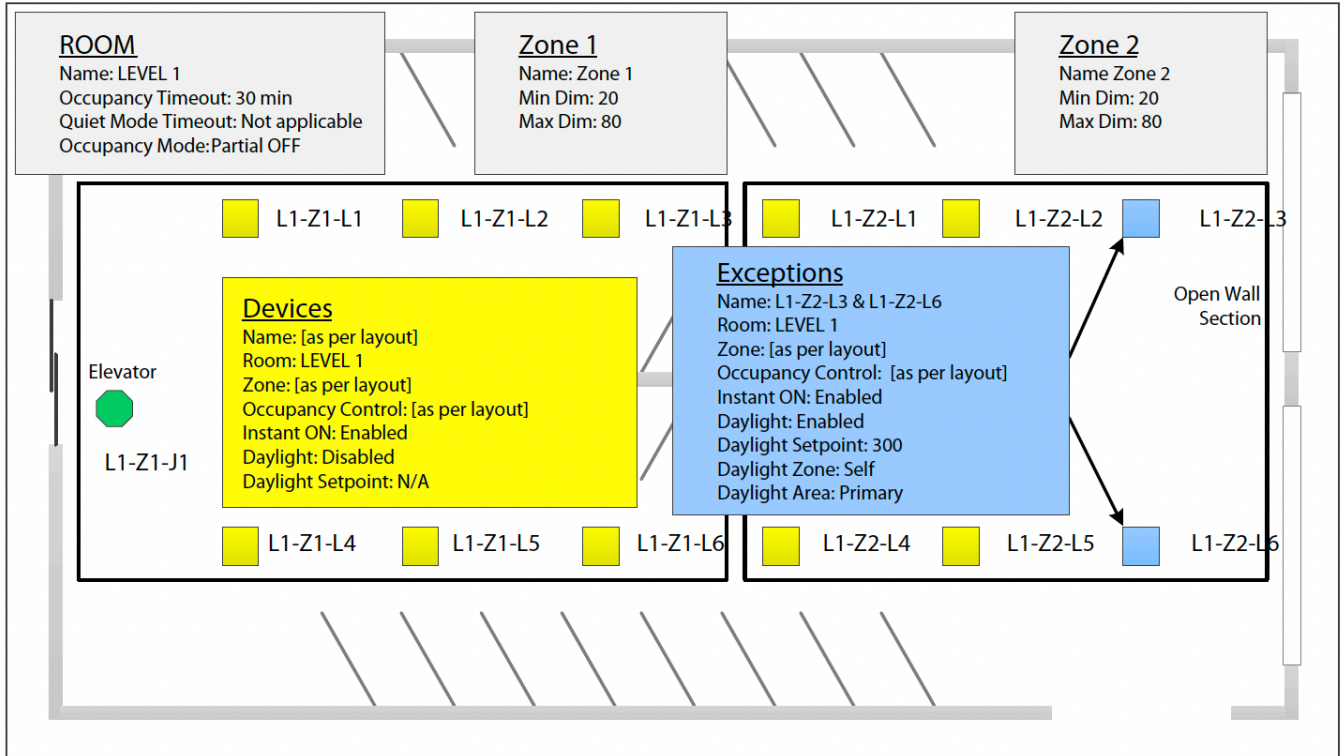 ROOM
Name: LEVEL 1
Occupancy Timeout: 30 min
Quiet Mode Timeout: Not applicable
Occupancy Mode:Partial OFF
Zone 1
Name: Zone 1
Min Dim: 20
Max Dim: 80
Zone 2
Name Zone 2
Min Dim: 20
Max Dim: 80
L1-Z1-L1
L1-Z1-L2
L1-Z1-L3
L1-Z2-L1
L1-Z2-L2
L1-Z2-L3
Devices
Name: [as per layout]
Room: LEVEL 1
Zone: [as per layout]
Occupancy Control: [as per layout]
Instant ON: Enabled
Daylight: Disabled
Daylight Setpoint: N/A
Exceptions
Name: L1-Z2-L3 & L1-Z2-L6
Room: LEVEL 1
Zone: [as per layout]
Occupancy Control: [as per layout]
Instant ON: Enabled
Daylight: Enabled
Daylight Setpoint: 300
Daylight Zone: Self
Daylight Area: Primary
Open Wall
Section
Elevator
L1-Z1-J1
L1-Z1-L4
L1-Z1-L5
L1-Z1-L6
L1-Z2-L4
L1-Z2-L5
L1-Z2-L6